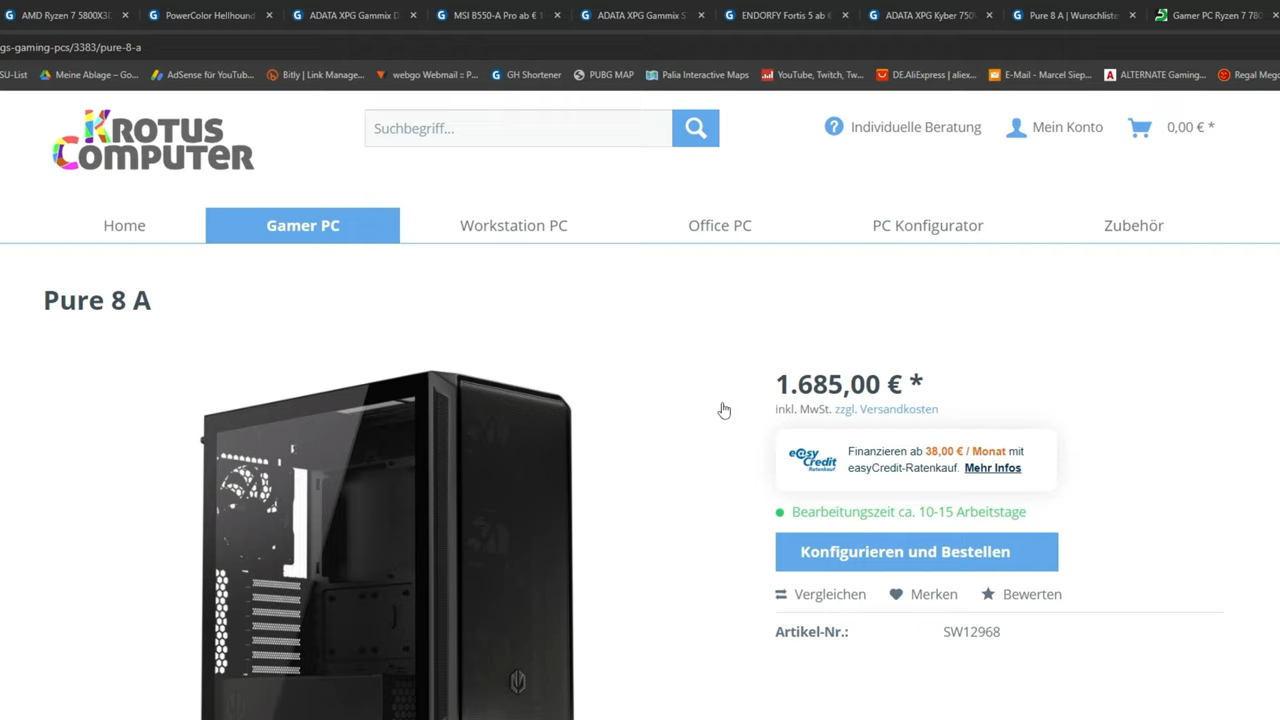 AMD Ryzen 7 5800X3D
PowerColor Hellhound
ADATA XPG Gammix D
MSI B550-A Pro ab € 1
ADATA XPG Gammix S
ENDORFY Fortis 5 ab €
ADATA XPG Kyber 750W
Pure 8 A | Wunschliste
Gamer PC Ryzen 7 780
gs-gaming-pcs/3383/pure-8-a
SU-List
Meine Ablage – Go...
AdSense für YouTub...
Bitly | Link Manage...
webgo Webmail :: P...
GH Shortener
PUBG MAP
Palia Interactive Maps
YouTube, Twitch, Tw...
DE.AliExpress | aliex...
E-Mail - Marcel Siep...
ALTERNATE Gaming...
Regal Mego
KROTUS
COMPUTER
Suchbegriff...
Individuelle Beratung
Mein Konto
0,00 € *
Home
Gamer PC
Workstation PC
Office PC
PC Konfigurator
Zubehör
Pure 8 A
1.685,00 € *
inkl. MwSt. zzgl. Versandkosten
easy
Credit
Ratenkauf
Finanzieren ab 38,00 € / Monat mit
easyCredit-Ratenkauf. Mehr Infos
Bearbeitungszeit ca. 10-15 Arbeitstage
Konfigurieren und Bestellen
Vergleichen
Merken
Bewerten
Artikel-Nr.:
SW12968